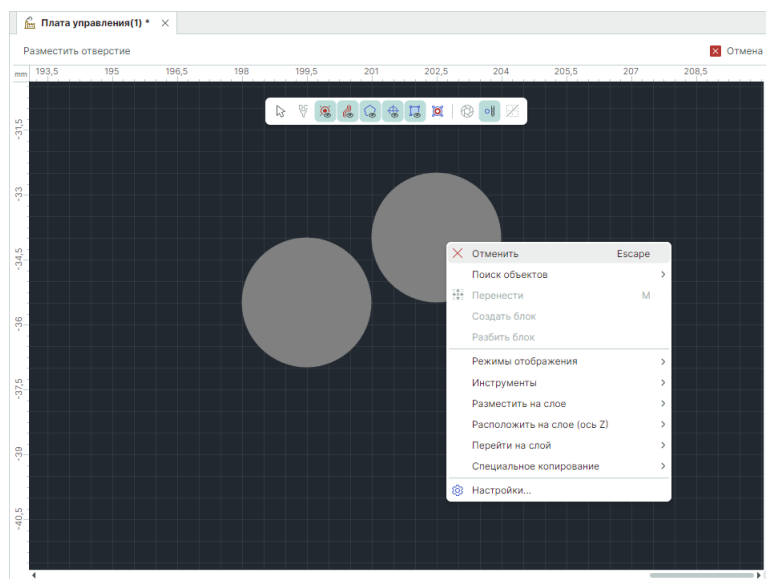 Плата управления(1) *
Разместить отверстие
Отмена
mm 193,5 195 196,5 198 199,5 201 202,5 204 205,5 207 208,5
-31,5
-33
-34,5
-36
-37,5
-39
-40,5
Отменить Escape
Поиск объектов
Перенести M
Создать блок
Разбить блок
Режимы отображения
Инструменты
Разместить на слое
Расположить на слое (ось Z)
Перейти на слой
Специальное копирование
Настройки...